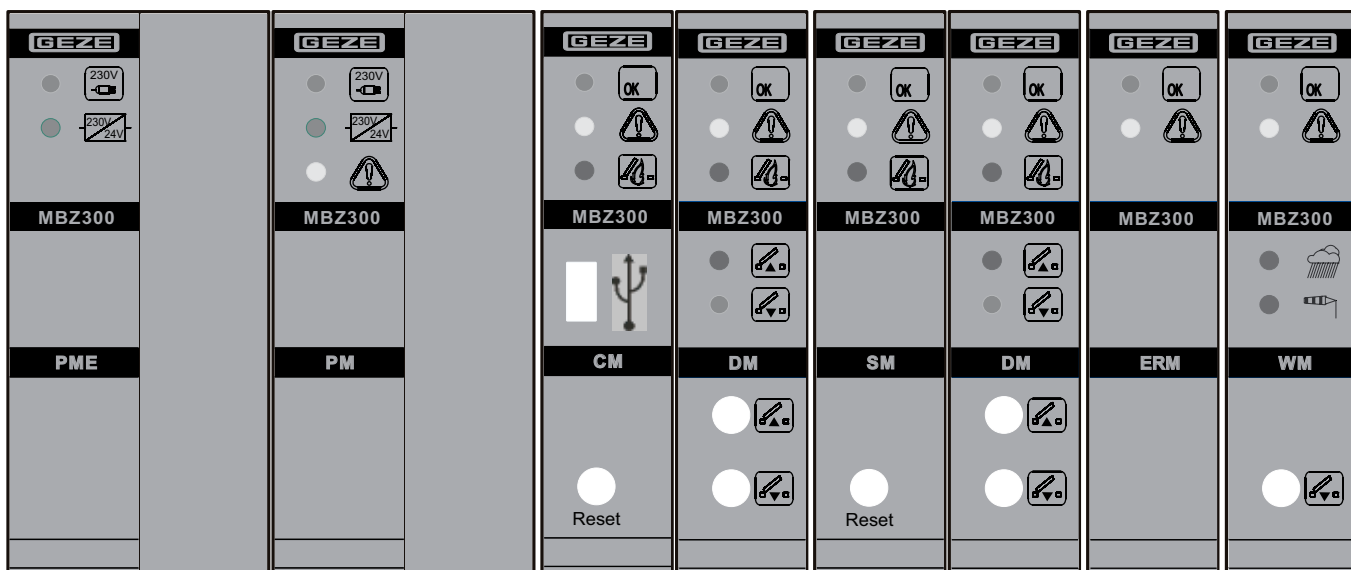 GEZE
230V
230V
24V
MBZ300
PME
GEZE
230V
230V
24V
MBZ300
PM
GEZE
OK
MBZ300
CM
Reset
GEZE
OK
MBZ300
DM
GEZE
OK
MBZ300
SM
Reset
GEZE
OK
MBZ300
DM
GEZE
OK
MBZ300
ERM
GEZE
OK
MBZ300
WM